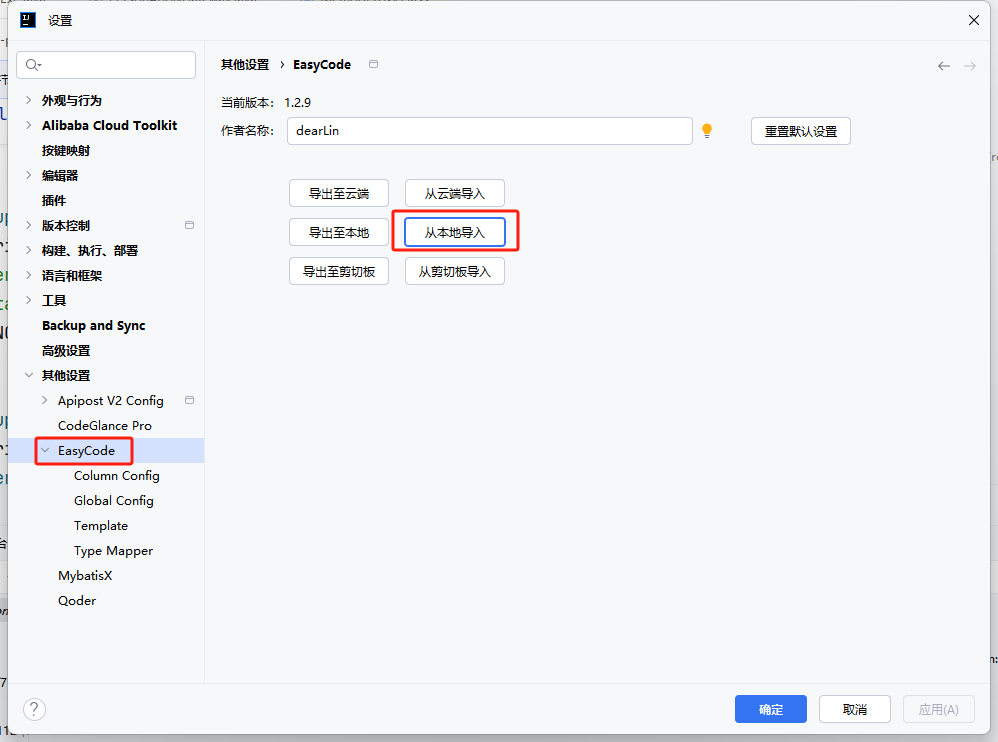 设置
外观与行为
Alibaba Cloud Toolkit
按键映射
编辑器
插件
版本控制
构建、执行、部署
语言和框架
工具
Backup and Sync
高级设置
其他设置
Apipost V2 Config
CodeGlance Pro
EasyCode
Column Config
Global Config
Template
Type Mapper
MybatisX
Qoder
其他设置 › EasyCode
当前版本： 1.2.9
作者名称： dearLin 重置默认设置
导出至云端 从云端导入
导出至本地 从本地导入
导出至剪切板 从剪切板导入
? 确定 取消 应用(A)